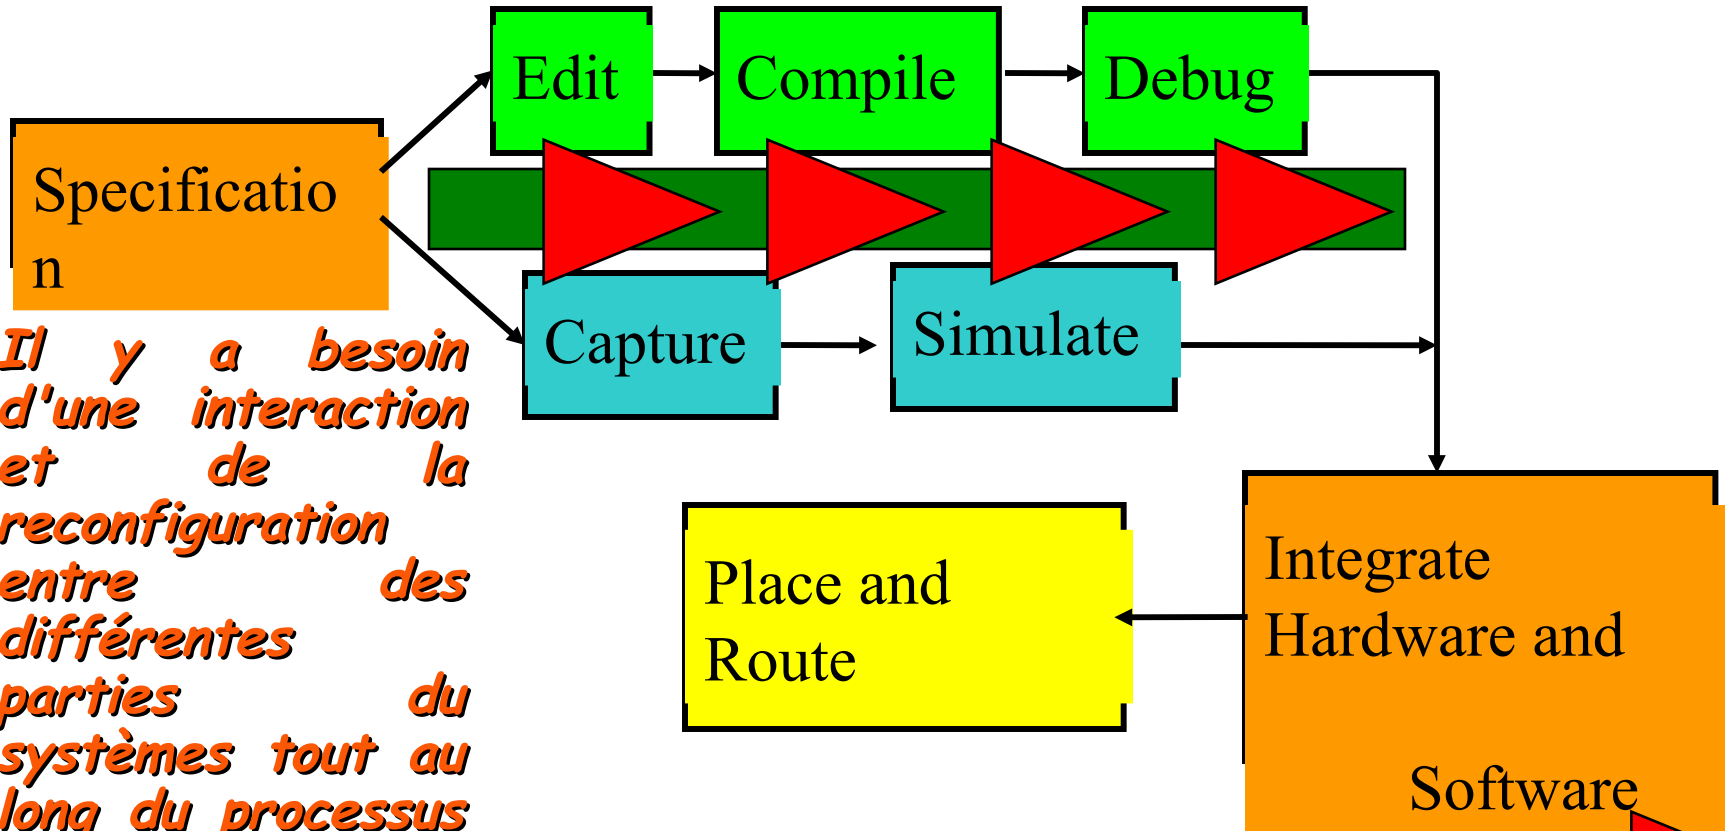 Edit
Compile
Debug
Specificatio
n
Capture
Simulate
Il y a besoin
d'une interaction
et de la
reconfiguration
entre des
différentes
parties du
systèmes tout au
long du processus
Place and
Route
Integrate
Hardware and
Software